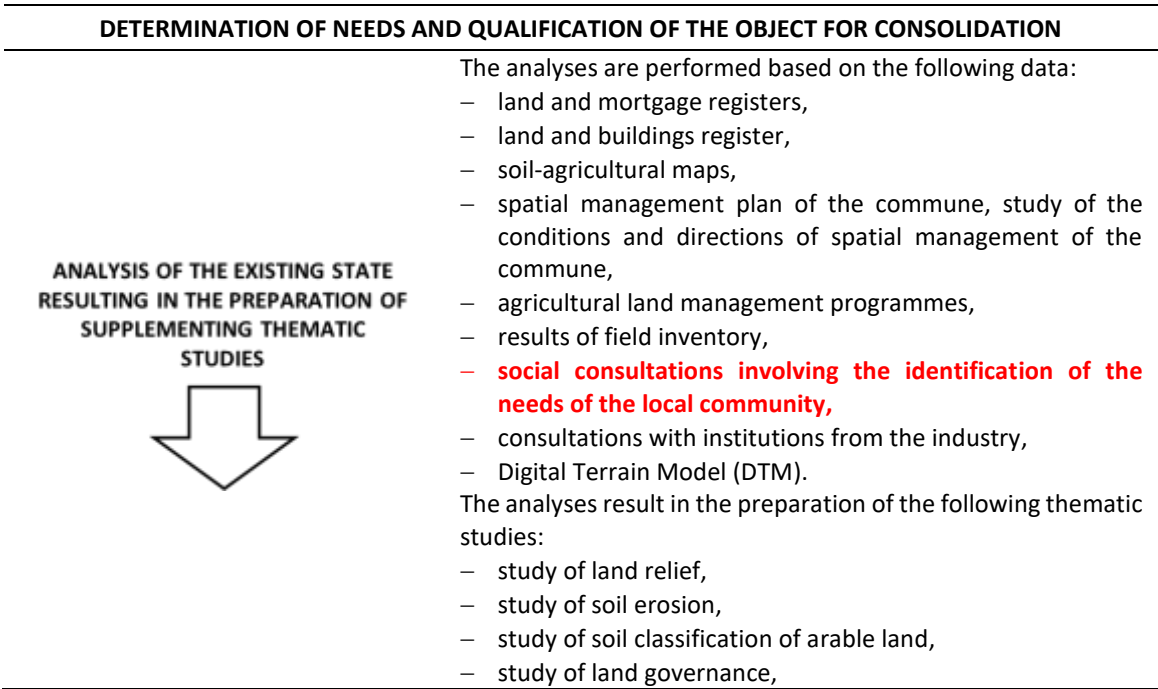 DETERMINATION OF NEEDS AND QUALIFICATION OF THE OBJECT FOR CONSOLIDATION
ANALYSIS OF THE EXISTING STATE
RESULTING IN THE PREPARATION OF
SUPPLEMENTING THEMATIC
STUDIES
The analyses are performed based on the following data:
– land and mortgage registers,
– land and buildings register,
– soil-agricultural maps,
– spatial management plan of the commune, study of the
conditions and directions of spatial management of the
commune,
– agricultural land management programmes,
– results of field inventory,
– social consultations involving the identification of the
needs of the local community,
– consultations with institutions from the industry,
– Digital Terrain Model (DTM).
The analyses result in the preparation of the following thematic
studies:
– study of land relief,
– study of soil erosion,
– study of soil classification of arable land,
– study of land governance,